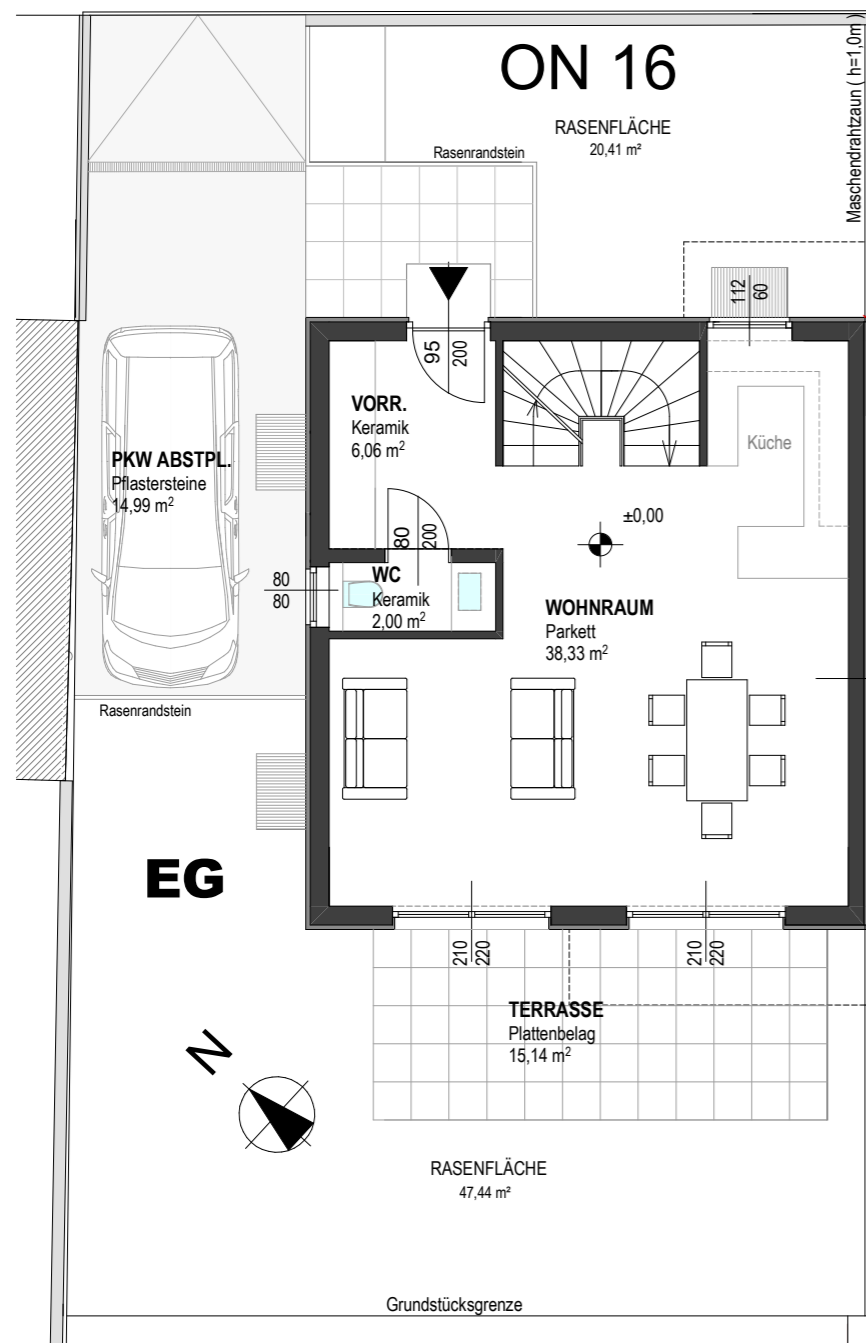 ON 16
RASENFLÄCHE
20,41 m²
Maschendrahtzaun ( h=1,0m )
Rasenrandstein
112
60
95
200
VORR.
Keramik
6,06 m²
Küche
PKW ABSTPL.
Pflastersteine
14,99 m²
±0,00
80
200
80
80
WC
Keramik
2,00 m²
WOHNRAUM
Parkett
38,33 m²
Rasenrandstein
EG
210
220
210
220
TERRASSE
Plattenbelag
15,14 m²
N
RASENFLÄCHE
47,44 m²
Grundstücksgrenze